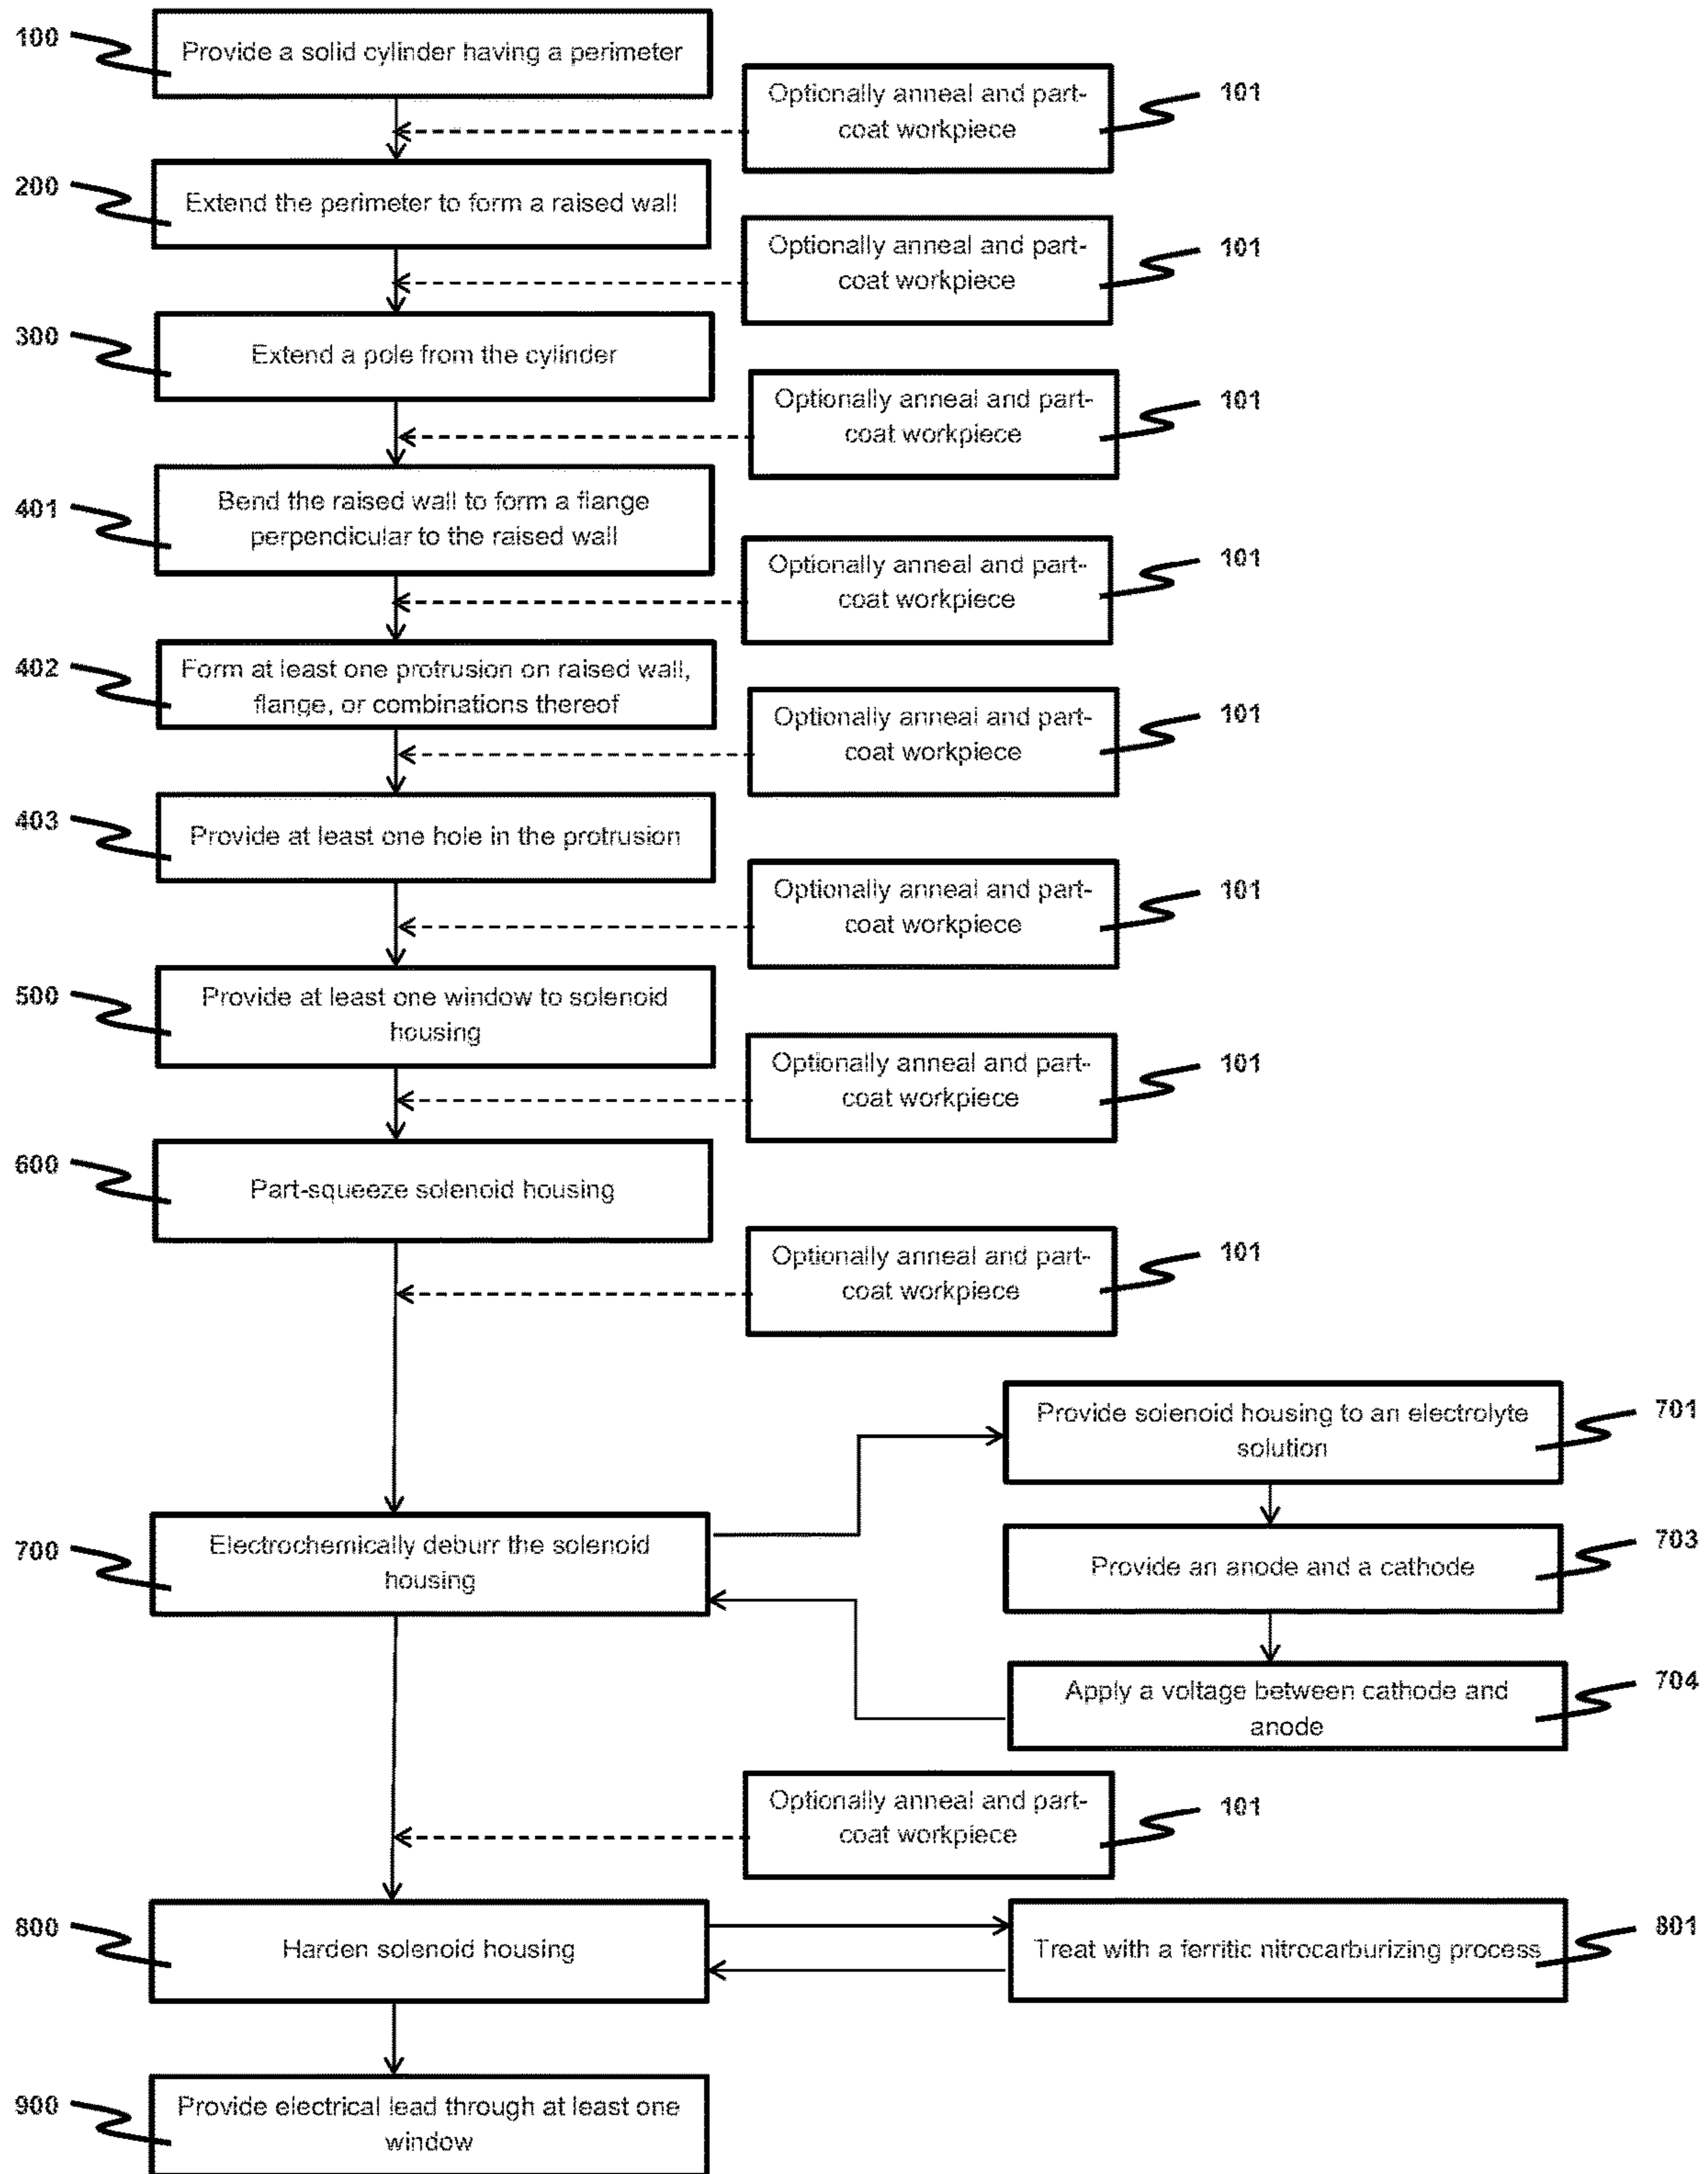 100
Provide a solid cylinder having a perimeter
Optionally anneal and part-
coat workpiece
101
200
Extend the perimeter to form a raised wall
Optionally anneal and part-
coat workpiece
101
300
Extend a pole from the cylinder
Optionally anneal and part-
coat workpiece
101
401
Bend the raised wall to form a flange
perpendicular to the raised wall
Optionally anneal and part-
coat workpiece
101
402
Form at least one protrusion on raised wall,
flange, or combinations thereof
Optionally anneal and part-
coat workpiece
101
403
Provide at least one hole in the protrusion
Optionally anneal and part-
coat workpiece
101
500
Provide at least one window to solenoid
housing
Optionally anneal and part-
coat workpiece
101
600
Part-squeeze solenoid housing
Optionally anneal and part-
coat workpiece
101
Provide solenoid housing to an electrolyte
solution
701
700
Electrochemically deburr the solenoid
housing
Provide an anode and a cathode
703
Apply a voltage between cathode and
anode
704
Optionally anneal and part-
coat workpiece
101
800
Harden solenoid housing
Treat with a ferritic nitrocarburizing process
801
900
Provide electrical lead through at least one
window